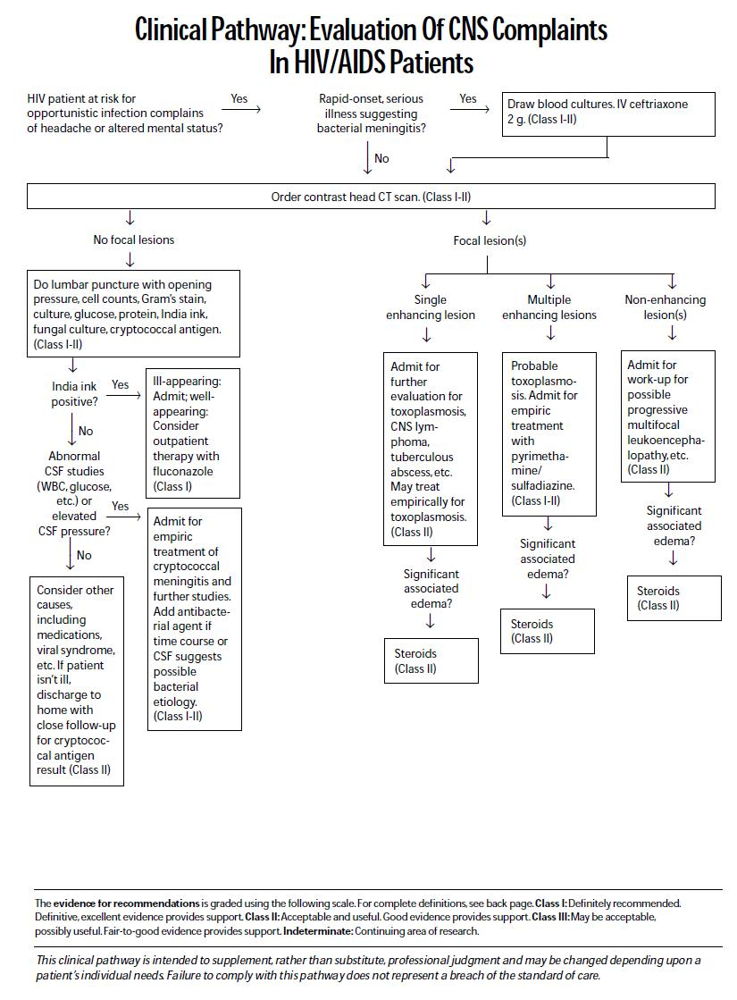 Clinical Pathway: Evaluation Of CNS Complaints
In HIV/AIDS Patients
HIV patient at risk for
opportunistic infection complains
of headache or altered mental status?
Yes
Rapid-onset, serious
illness suggesting
bacterial meningitis?
Yes
Draw blood cultures. IV ceftriaxone
2 g. (Class I-II)
No
Order contrast head CT scan. (Class I-II)
No focal lesions
Focal lesion(s)
Do lumbar puncture with opening
pressure, cell counts, Gram's stain,
culture, glucose, protein, India ink,
fungal culture, cryptococcal antigen.
(Class I-II)
India ink
positive?
Yes
Ill-appearing:
Admit; well-
appearing:
Consider
outpatient
therapy with
fluconazole
(Class I)
No
Abnormal
CSF studies
(WBC, glucose,
etc.) or
elevated
CSF pressure?
Yes
Admit for
empiric
treatment of
cryptococcal
meningitis and
further studies.
Add antibacte-
rial agent if
time course or
CSF suggests
possible
bacterial
etiology.
(Class I-II)
No
Consider other
causes,
including
medications,
viral syndrome,
etc. If patient
isn't ill,
discharge to
home with
close follow-up
for cryptococ-
cal antigen
result (Class II)
Single
enhancing lesion
Admit for
further
evaluation for
toxoplasmosis,
CNS lym-
phoma,
tuberculous
abscess, etc.
May treat
empirically for
toxoplasmosis.
(Class II)
Significant
associated
edema?
Steroids
(Class II)
Multiple
enhancing lesions
Probable
toxoplasmo-
sis. Admit for
empiric
treatment
with
pyrimetha-
mine/
sulfadiazine.
(Class I-II)
Significant
associated
edema?
Steroids
(Class II)
Non-enhancing
lesion(s)
Admit for
work-up for
possible
progressive
multifocal
leukoencepha-
lopathy, etc.
(Class II)
Significant
associated
edema?
Steroids
(Class II)
The evidence for recommendations is graded using the following scale. For complete definitions, see back page. Class I: Definitely recommended.
Definitive, excellent evidence provides support. Class II: Acceptable and useful. Good evidence provides support. Class III: May be acceptable,
possibly useful. Fair-to-good evidence provides support. Indeterminate: Continuing area of research.
This clinical pathway is intended to supplement, rather than substitute, professional judgment and may be changed depending upon a
patient's individual needs. Failure to comply with this pathway does not represent a breach of the standard of care.